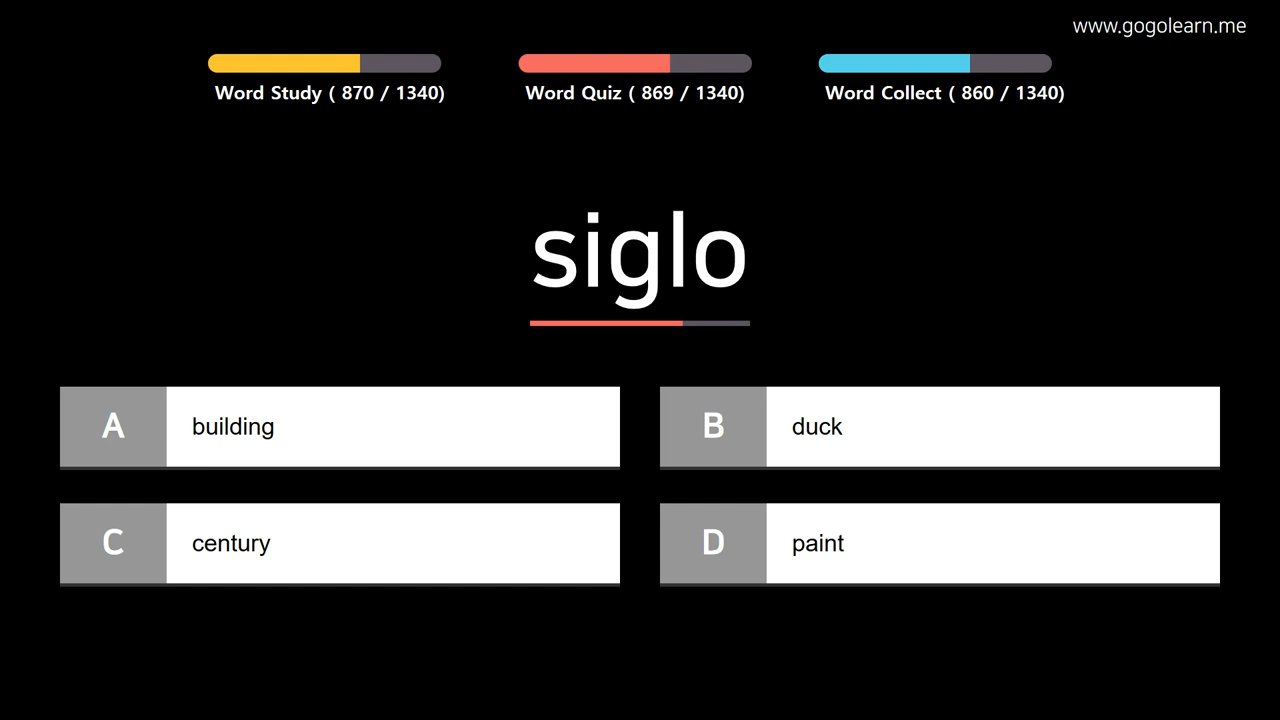 www.gogolearn.me
Word Study ( 870 / 1340)
Word Quiz ( 869 / 1340)
Word Collect ( 860 / 1340)
siglo
A building
B duck
C century
D paint